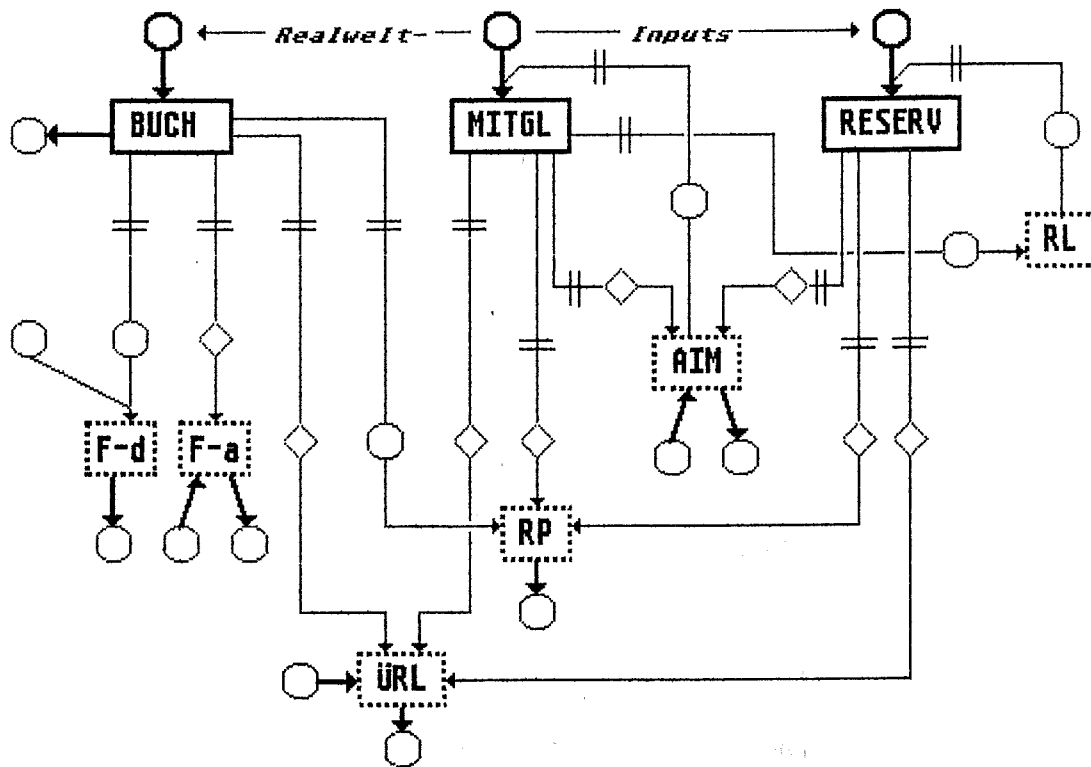 Realwelt- Inputs
BUCH MITGL RESERV
RL
AIM
F-d F-a
RP
ÜRL